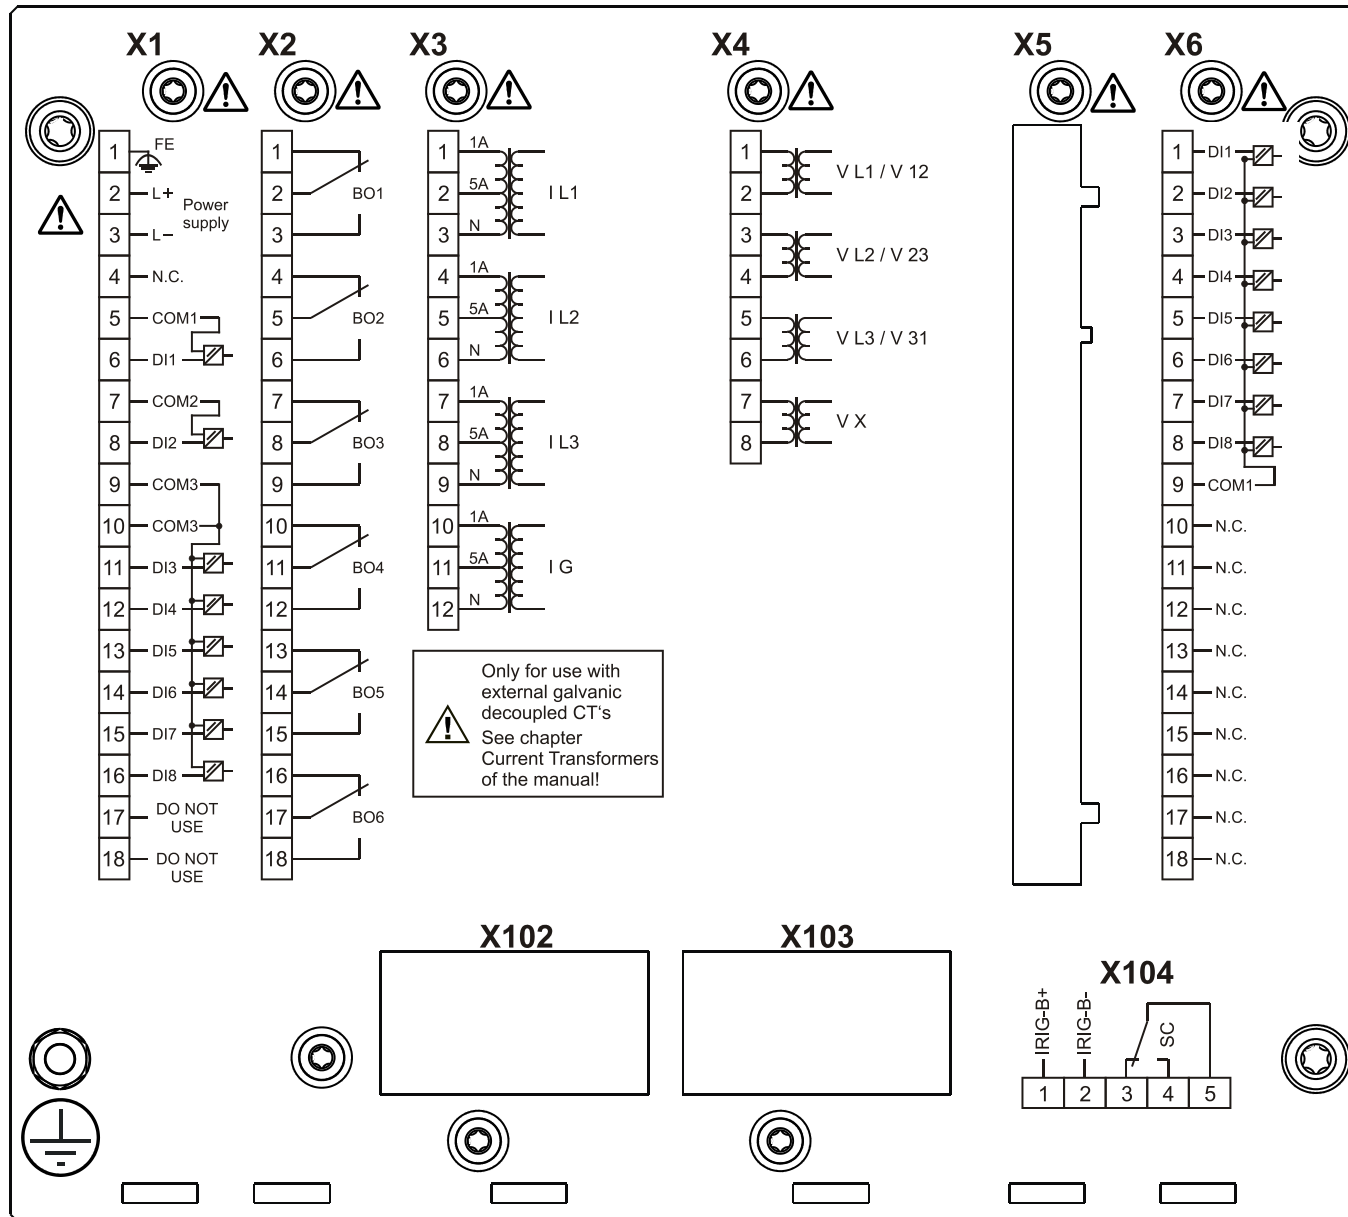 X1 X2 X3 X4 X5 X6
1 FE
2 L+
Power
supply
3 L–
4 N.C.
5 COM1
6 DI1
7 COM2
8 DI2
9 COM3
10 COM3
11 DI3
12 DI4
13 DI5
14 DI6
15 DI7
16 DI8
17 DO NOT
USE
18 DO NOT
USE
1
2 BO1
3
4
5 BO2
6
7
8 BO3
9
10
11 BO4
12
13
14 BO5
15
16
17 BO6
18
1 1A
2 5A I L1
3 N
4 1A
5 5A I L2
6 N
7 1A
8 5A I L3
9 N
10 1A
11 5A I G
12 N
Only for use with
external galvanic
decoupled CT‘s
See chapter
Current Transformers
of the manual!
1
V L1 / V 12
2
3
V L2 / V 23
4
5
V L3 / V 31
6
7
V X
8
1 DI1
2 DI2
3 DI3
4 DI4
5 DI5
6 DI6
7 DI7
8 DI8
9 COM1
10 N.C.
11 N.C.
12 N.C.
13 N.C.
14 N.C.
15 N.C.
16 N.C.
17 N.C.
18 N.C.
X102
X103
X104
IRIG-B+
IRIG-B-
SC
1 2 3 4 5